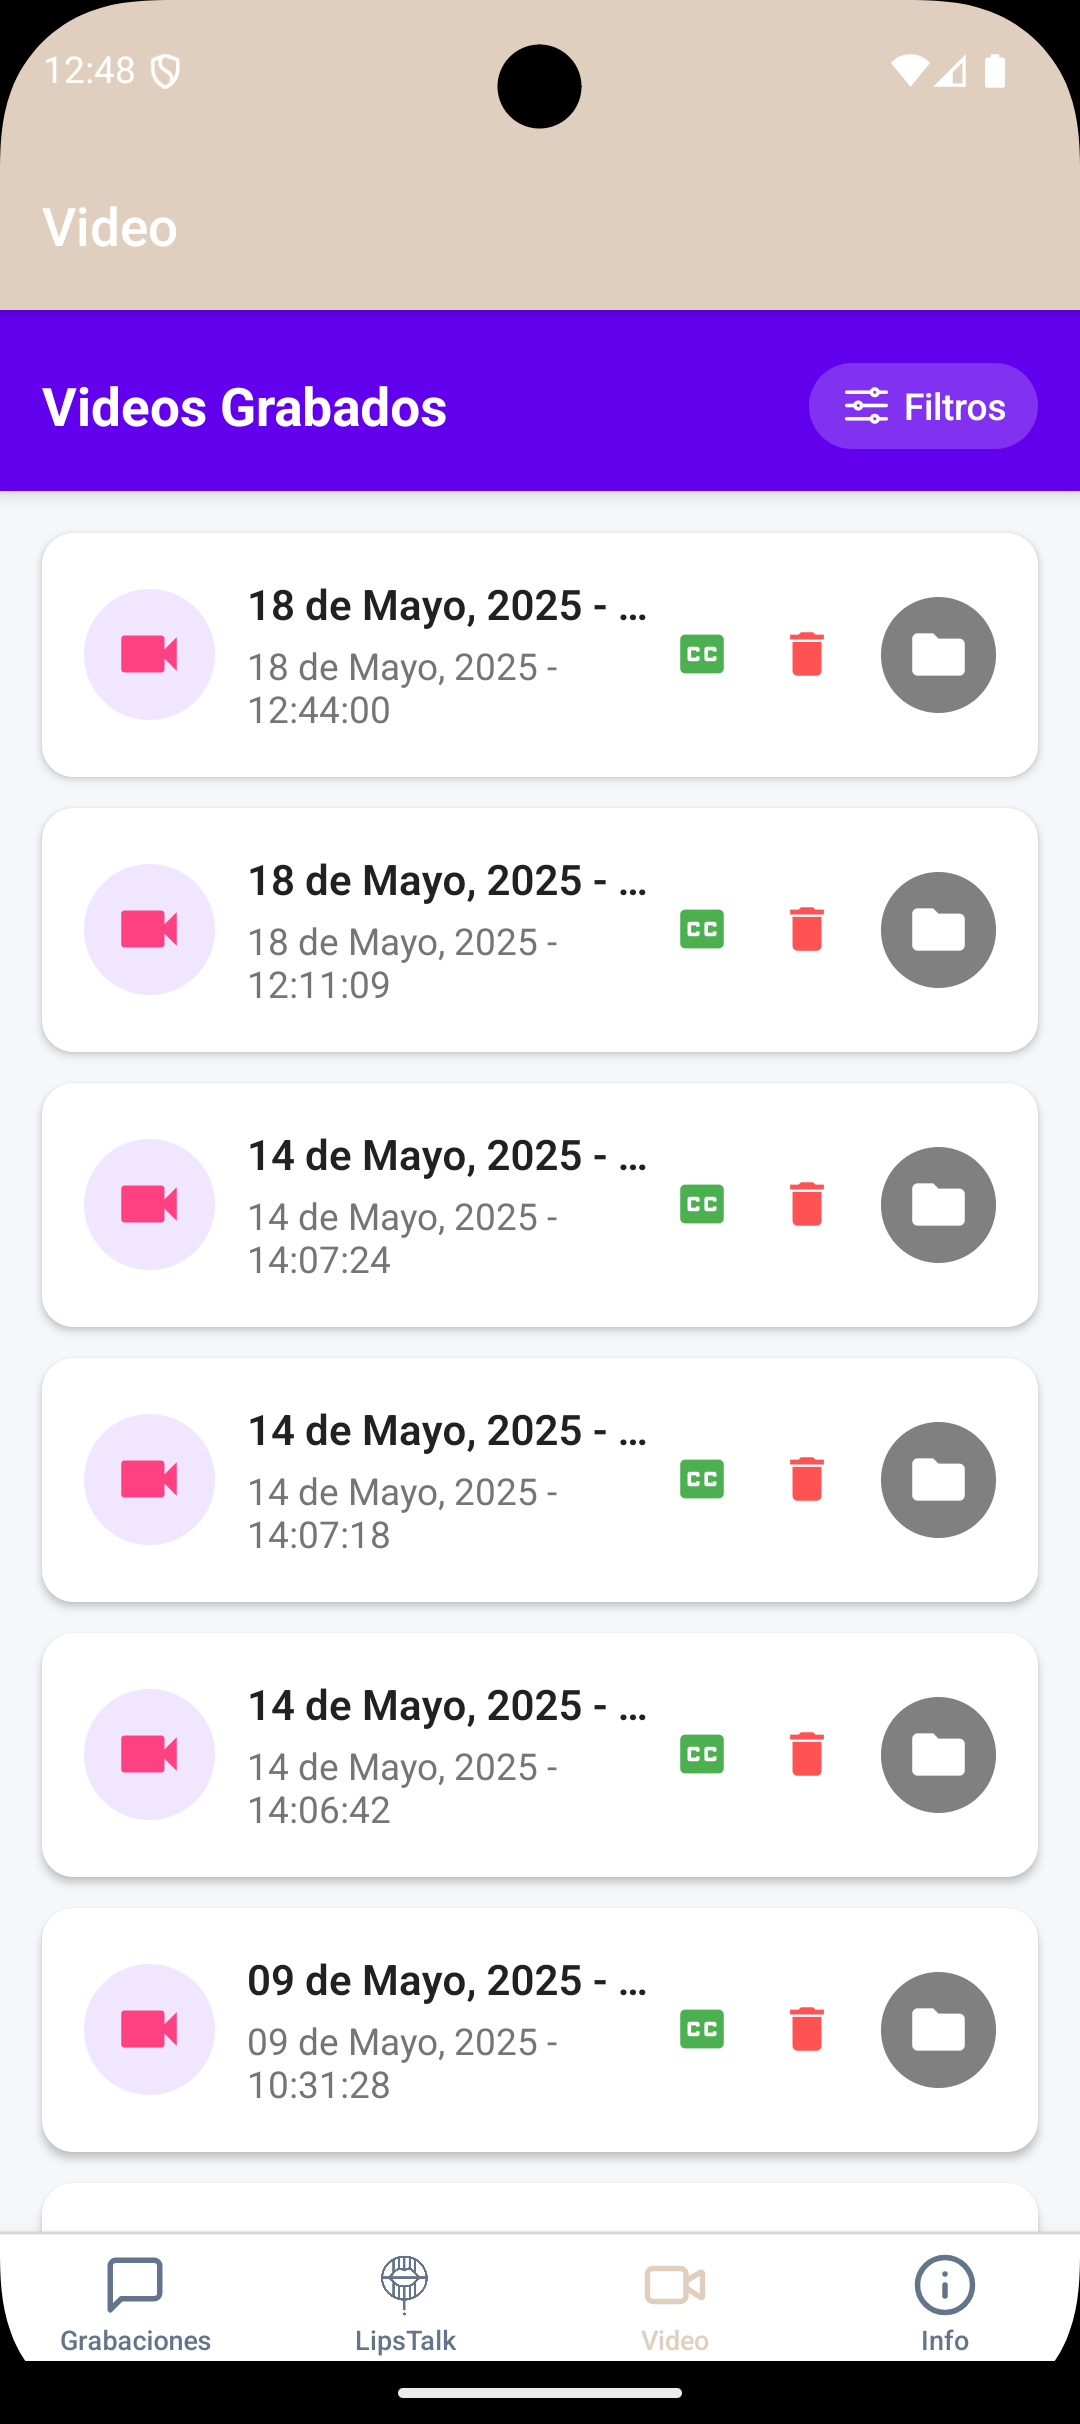 12:48
Video
Videos Grabados
Filtros
18 de Mayo, 2025 - ...
18 de Mayo, 2025 -
12:44:00
CC
18 de Mayo, 2025 - ...
18 de Mayo, 2025 -
12:11:09
CC
14 de Mayo, 2025 - ...
14 de Mayo, 2025 -
14:07:24
CC
14 de Mayo, 2025 - ...
14 de Mayo, 2025 -
14:07:18
CC
14 de Mayo, 2025 - ...
14 de Mayo, 2025 -
14:06:42
CC
09 de Mayo, 2025 - ...
09 de Mayo, 2025 -
10:31:28
CC
Grabaciones
LipsTalk
Video
Info